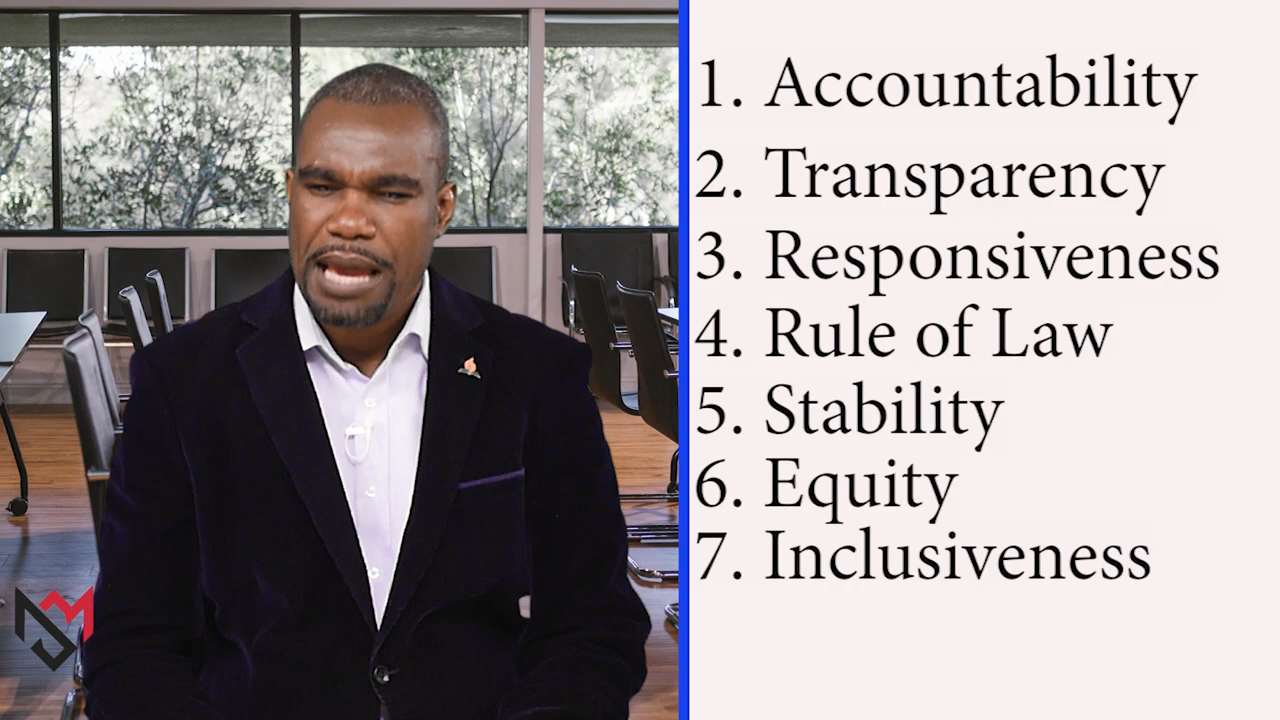 1. Accountability
2. Transparency
3. Responsiveness
4. Rule of Law
5. Stability
6. Equity
7. Inclusiveness